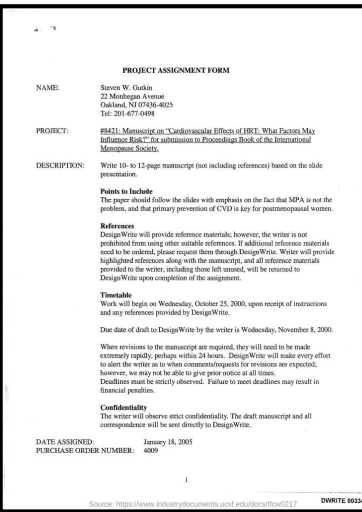 PROJECT ASSIGNMENT FORM
NAME: Steven W. Gutkin
22 Monhegan Avenue
Oakland, NJ 07436-4025
Tel: 201-677-0498
PROJECT: #8421: Manuscript on "Cardiovascular Effects of HRT: What Factors May
Influence Risk?" for submission to Proceedings Book of the International
Menopause Society.
DESCRIPTION: Write 10- to 12-page manuscript (not including references) based on the slide
presentation.
Points to Include
The paper should follow the slides with emphasis on the fact that MPA is not the
problem, and that primary prevention of CVD is key for postmenopausal women.
References
DesignWrite will provide reference materials; however, the writer is not
prohibited from using other suitable references. If additional reference materials
need to be ordered, please request them through DesignWrite. Writer will provide
highlighted references along with the manuscript, and all reference materials
provided to the writer, including those left unused, will be returned to
DesignWrite upon completion of the assignment.
Timetable
Work will begin on Wednesday, October 25, 2000, upon receipt of instructions
and any references provided by DesignWrite.
Due date of draft to DesignWrite by the writer is Wednesday, November 8, 2000.
When revisions to the manuscript are required, they will need to be made
extremely rapidly, perhaps within 24 hours. DesignWrite will make every effort
to alert the writer as to when comments/requests for revisions are expected;
however, we may not be able to give prior notice at all times.
Deadlines must be strictly observed. Failure to meet deadlines may result in
financial penalties.
Confidentiality
The writer will observe strict confidentiality. The draft manuscript and all
correspondence will be sent directly to DesignWrite.
DATE ASSIGNED: January 18, 2005
PURCHASE ORDER NUMBER: 4009
1
DWRITE 00334
Source: https://www.industrydocuments.ucsf.edu/docs/tfcw0217